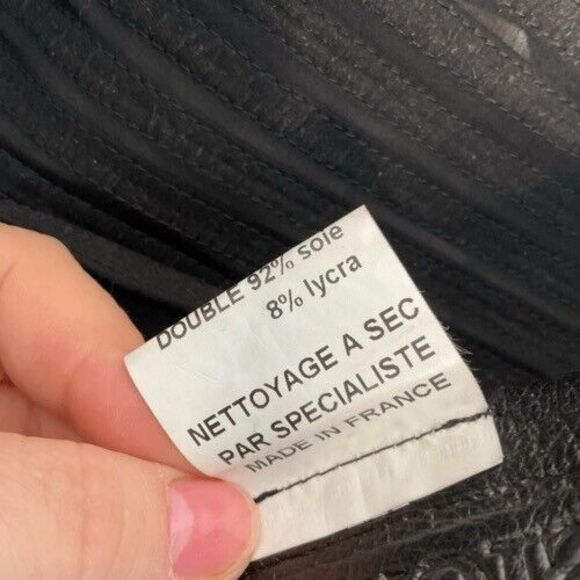 DOUBLE 92% soie
8% lycra
NETTOYAGE A SEC
PAR SPECIALISTE
MADE IN FRANCE